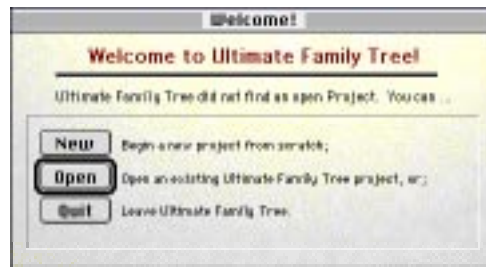 Welcome!
Welcome to Ultimate Family Tree!
Ultimate Family Tree did not find an open Project. You can ...
New Begin a new project from scratch;
Open Open an existing Ultimate Family Tree project, or;
Quit Leave Ultimate Family Tree.